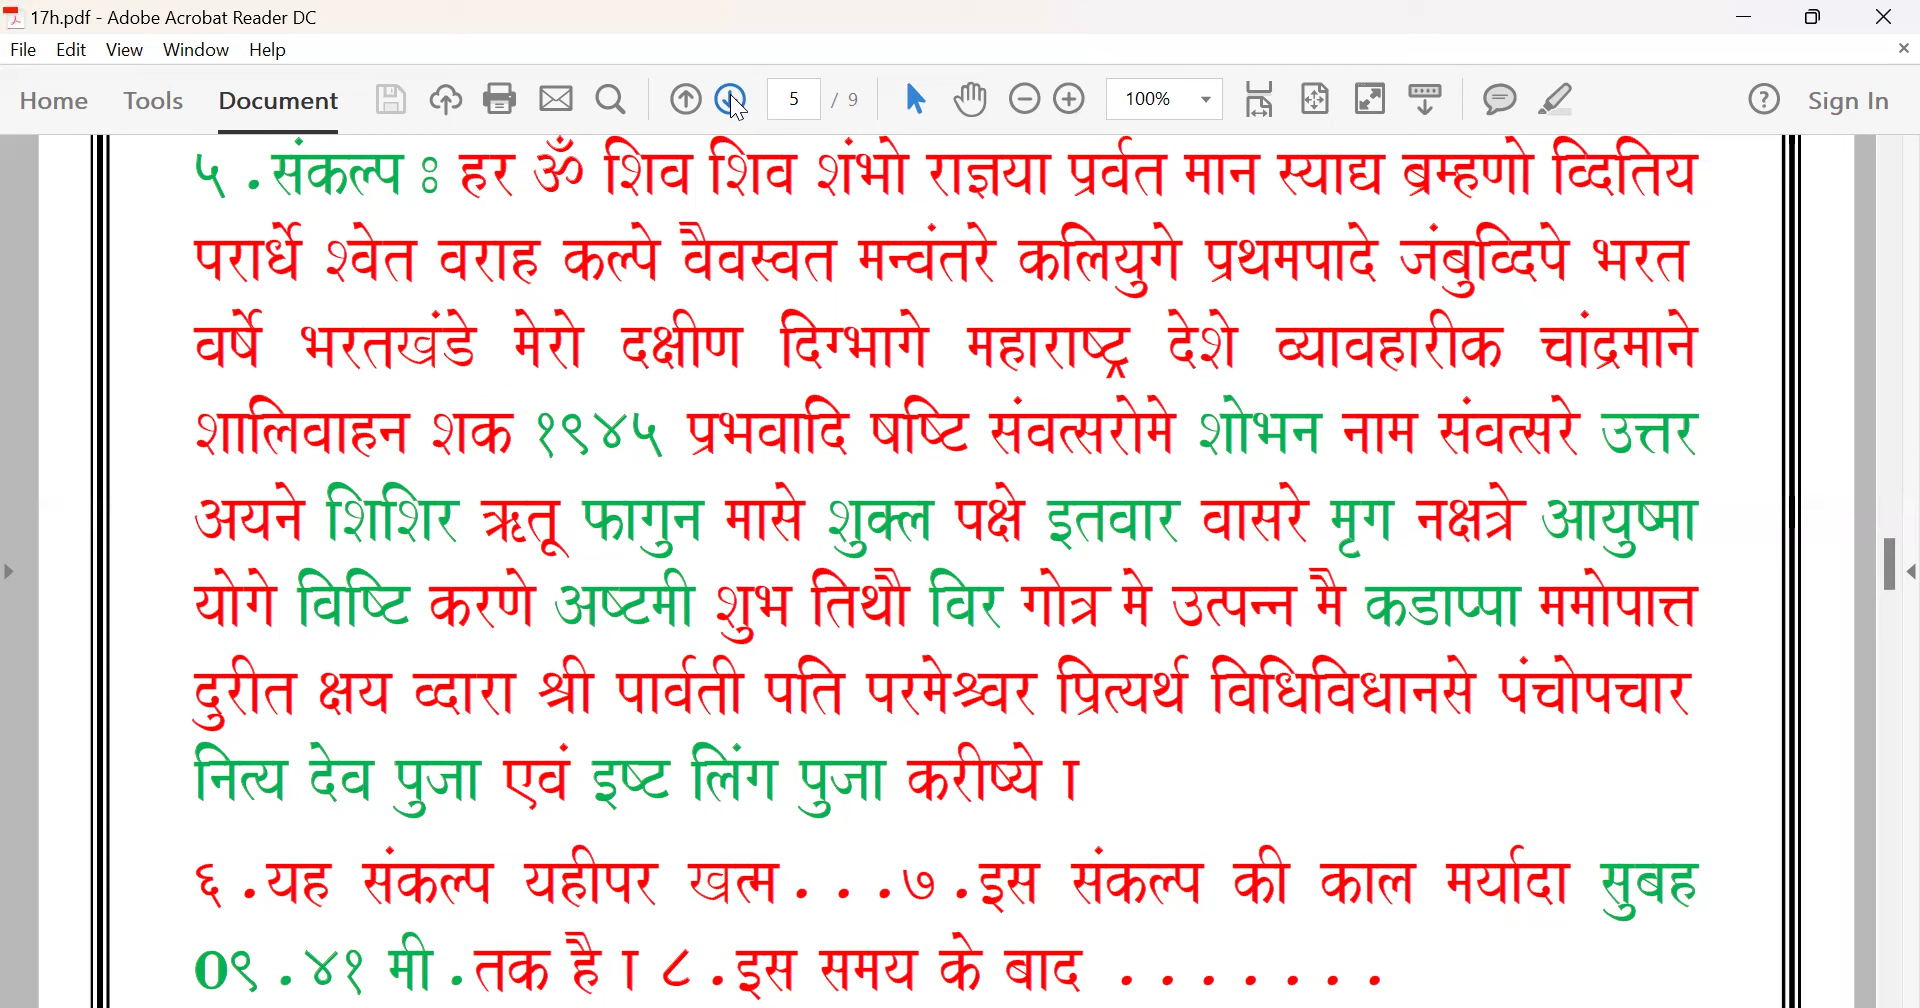 17h.pdf - Adobe Acrobat Reader DC
File Edit View Window Help
Home Tools Document 5 / 9 100% Sign In
५ . संकल्प : हर ॐ शिव शिव शंभो राज्ञया प्रर्वत मान स्याद्य ब्रम्हणो व्दितिय
परार्धे श्वेत वराह कल्पे वैवस्वत मन्वंतरे कलियुगे प्रथमपादे जंबुव्दिपे भरत
वर्षे भरतखंडे मेरो दक्षीण दिग्भागे महाराष्ट्र देशे व्यावहारीक चांद्रमाने
शालिवाहन शक १९४५ प्रभवादि षष्टि संवत्सरोमे शोभन नाम संवत्सरे उत्तर
अयने शिशिर ऋतू फागुन मासे शुक्ल पक्षे इतवार वासरे मृग नक्षत्रे आयुष्मा
योगे विष्टि करणे अष्टमी शुभ तिथौ विर गोत्र मे उत्पन्न मै कडाप्पा ममोपात्त
दुरीत क्षय व्दारा श्री पार्वती पति परमेश्वर प्रित्यर्थ विधिविधानसे पंचोपचार
नित्य देव पुजा एवं इष्ट लिंग पुजा करीष्ये ।
६ . यह संकल्प यहीपर खत्म . . . ७ . इस संकल्प की काल मर्यादा सुबह
0९ . ४१ मी . तक है । ८ . इस समय के बाद . . . . . . .